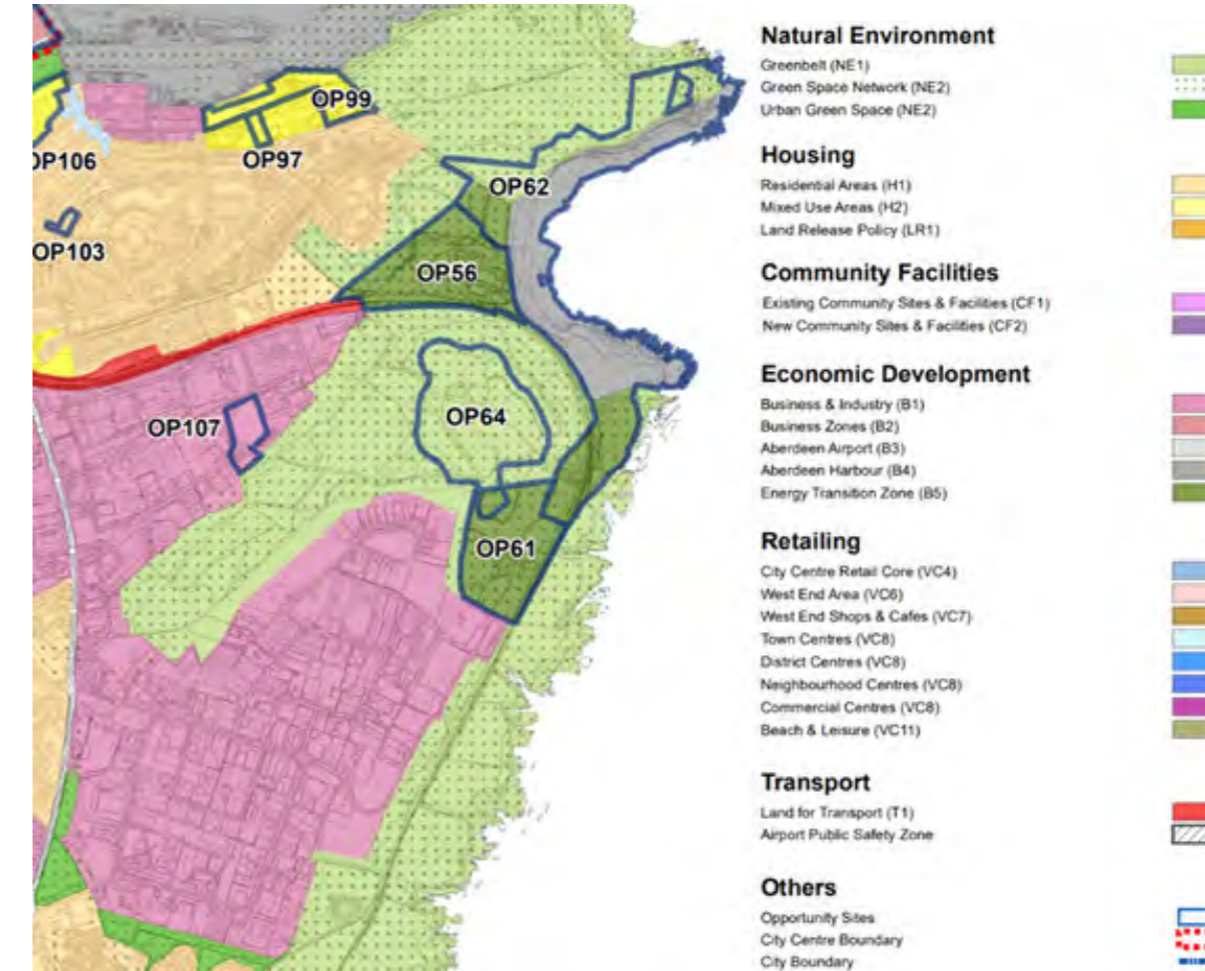 OP99
OP97
OP106
OP103
OP62
OP56
OP64
OP107
OP61
Natural Environment
Greenbelt (NE1)
Green Space Network (NE2)
Urban Green Space (NE2)
Housing
Residential Areas (H1)
Mixed Use Areas (H2)
Land Release Policy (LR1)
Community Facilities
Existing Community Sites & Facilities (CF1)
New Community Sites & Facilities (CF2)
Economic Development
Business & Industry (B1)
Business Zones (B2)
Aberdeen Airport (B3)
Aberdeen Harbour (B4)
Energy Transition Zone (B5)
Retailing
City Centre Retail Core (VC4)
West End Area (VC6)
West End Shops & Cafes (VC7)
Town Centres (VC8)
District Centres (VC8)
Neighbourhood Centres (VC8)
Commercial Centres (VC8)
Beach & Leisure (VC11)
Transport
Land for Transport (T1)
Airport Public Safety Zone
Others
Opportunity Sites
City Centre Boundary
City Boundary